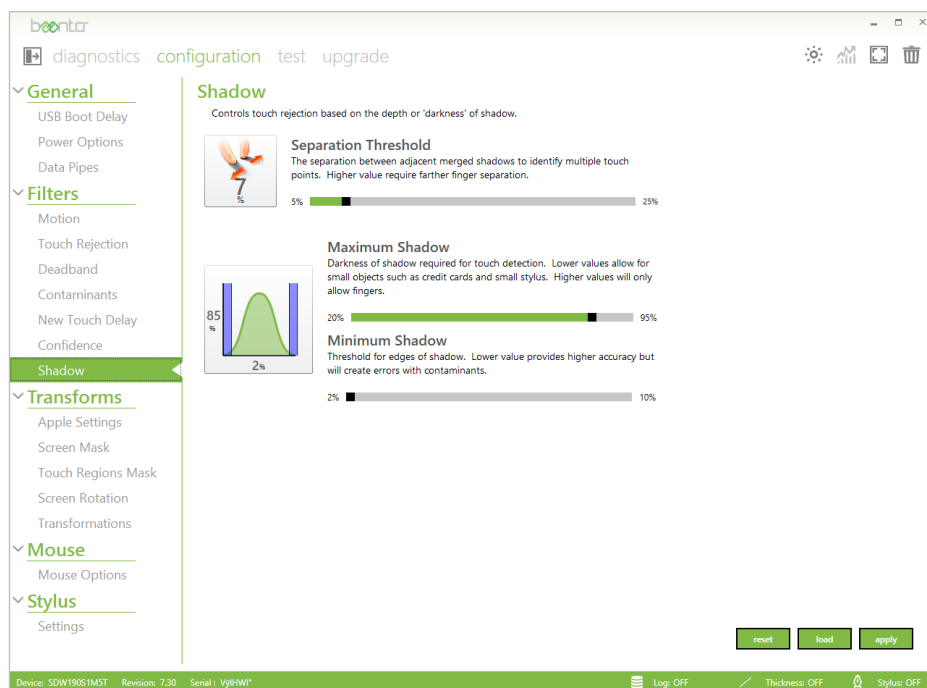 beonta
diagnostics configuration test upgrade
General
USB Boot Delay
Power Options
Data Pipes
Filters
Motion
Touch Rejection
Deadband
Contaminants
New Touch Delay
Confidence
Shadow
Transforms
Apple Settings
Screen Mask
Touch Regions Mask
Screen Rotation
Transformations
Mouse
Mouse Options
Stylus
Settings
Shadow
Controls touch rejection based on the depth or 'darkness' of shadow.
7
%
Separation Threshold
The separation between adjacent merged shadows to identify multiple touch
points. Higher value require farther finger separation.
5% 25%
85
%
2%
Maximum Shadow
Darkness of shadow required for touch detection. Lower values allow for
small objects such as credit cards and small stylus. Higher values will only
allow fingers.
20% 95%
Minimum Shadow
Threshold for edges of shadow. Lower value provides higher accuracy but
will create errors with contaminants.
2% 10%
reset load apply
Device: SDW190S1M5T Revision: 7.30 Serial : VÿlHWI* Log: OFF Thickness: OFF Stylus: OFF